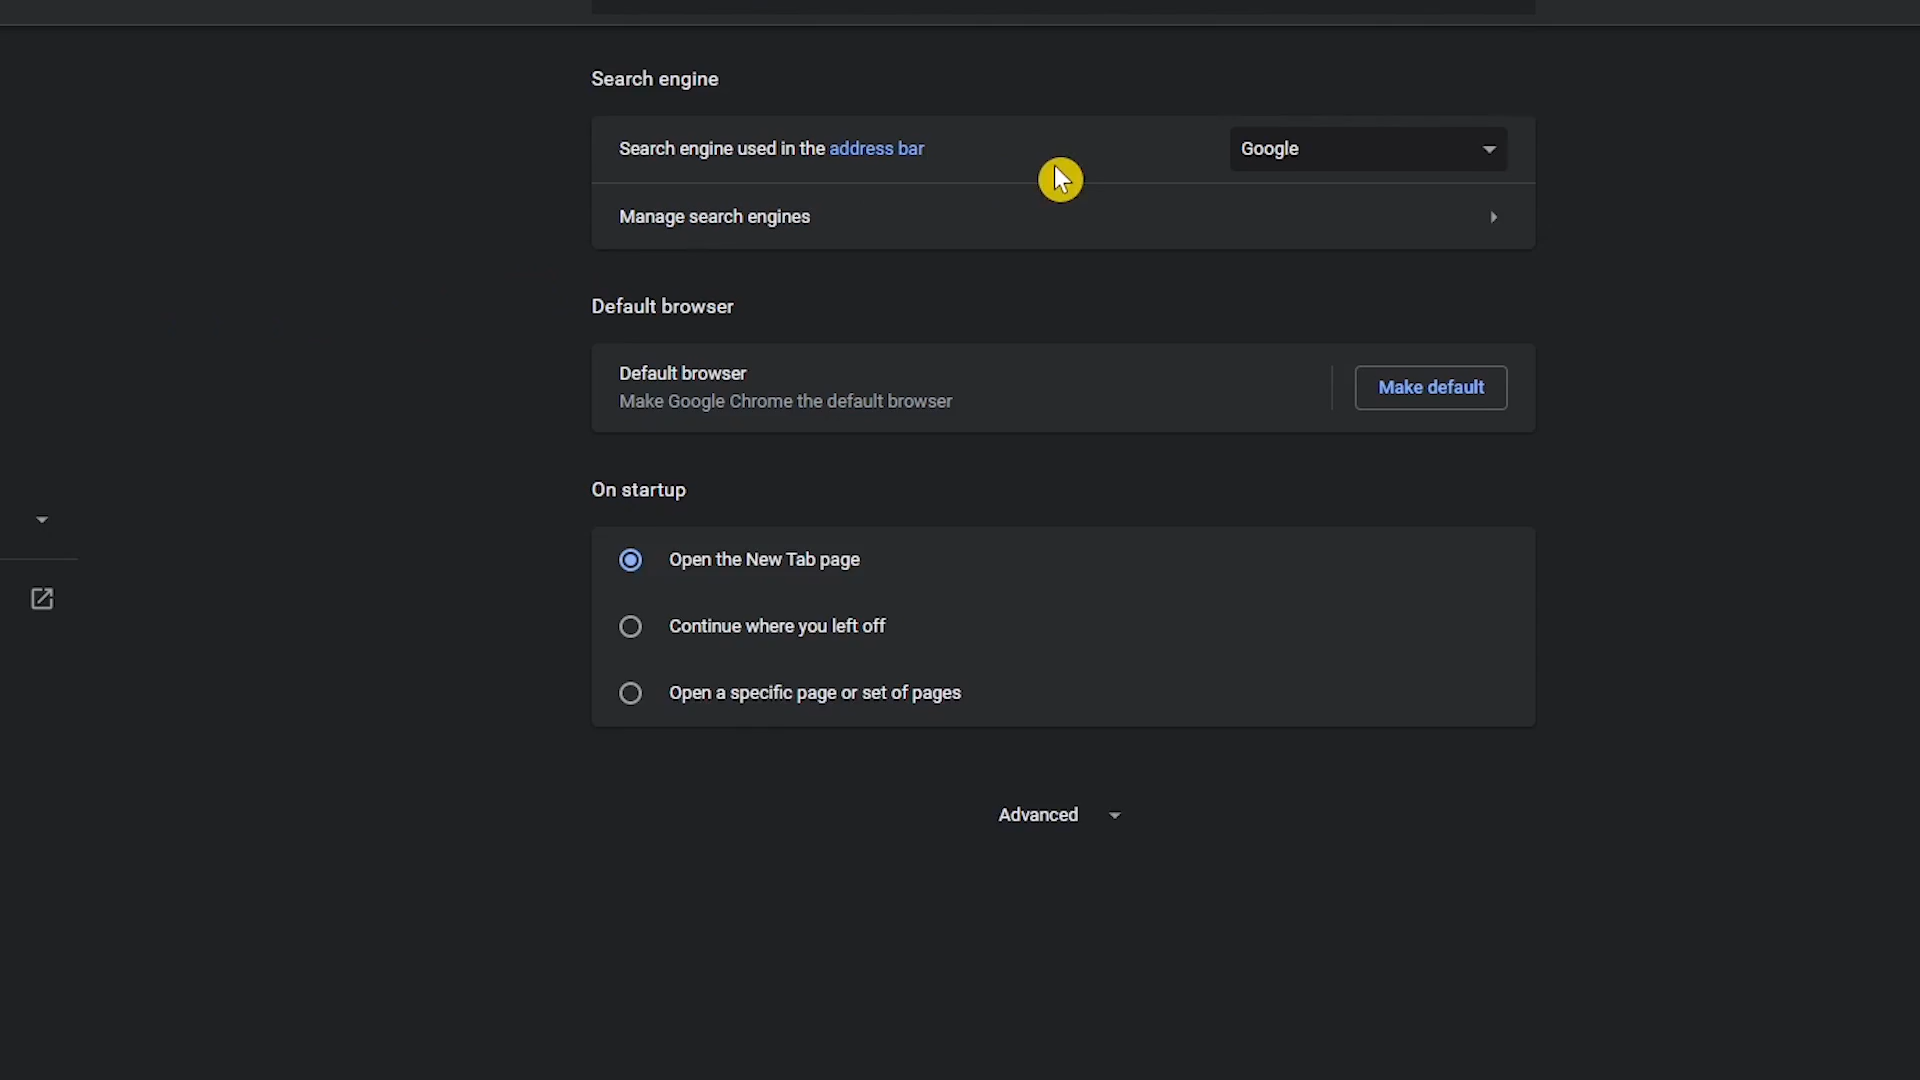 Search engine
Search engine used in the address bar
Google
Manage search engines
Default browser
Default browser
Make Google Chrome the default browser
Make default
On startup
Open the New Tab page
Continue where you left off
Open a specific page or set of pages
Advanced